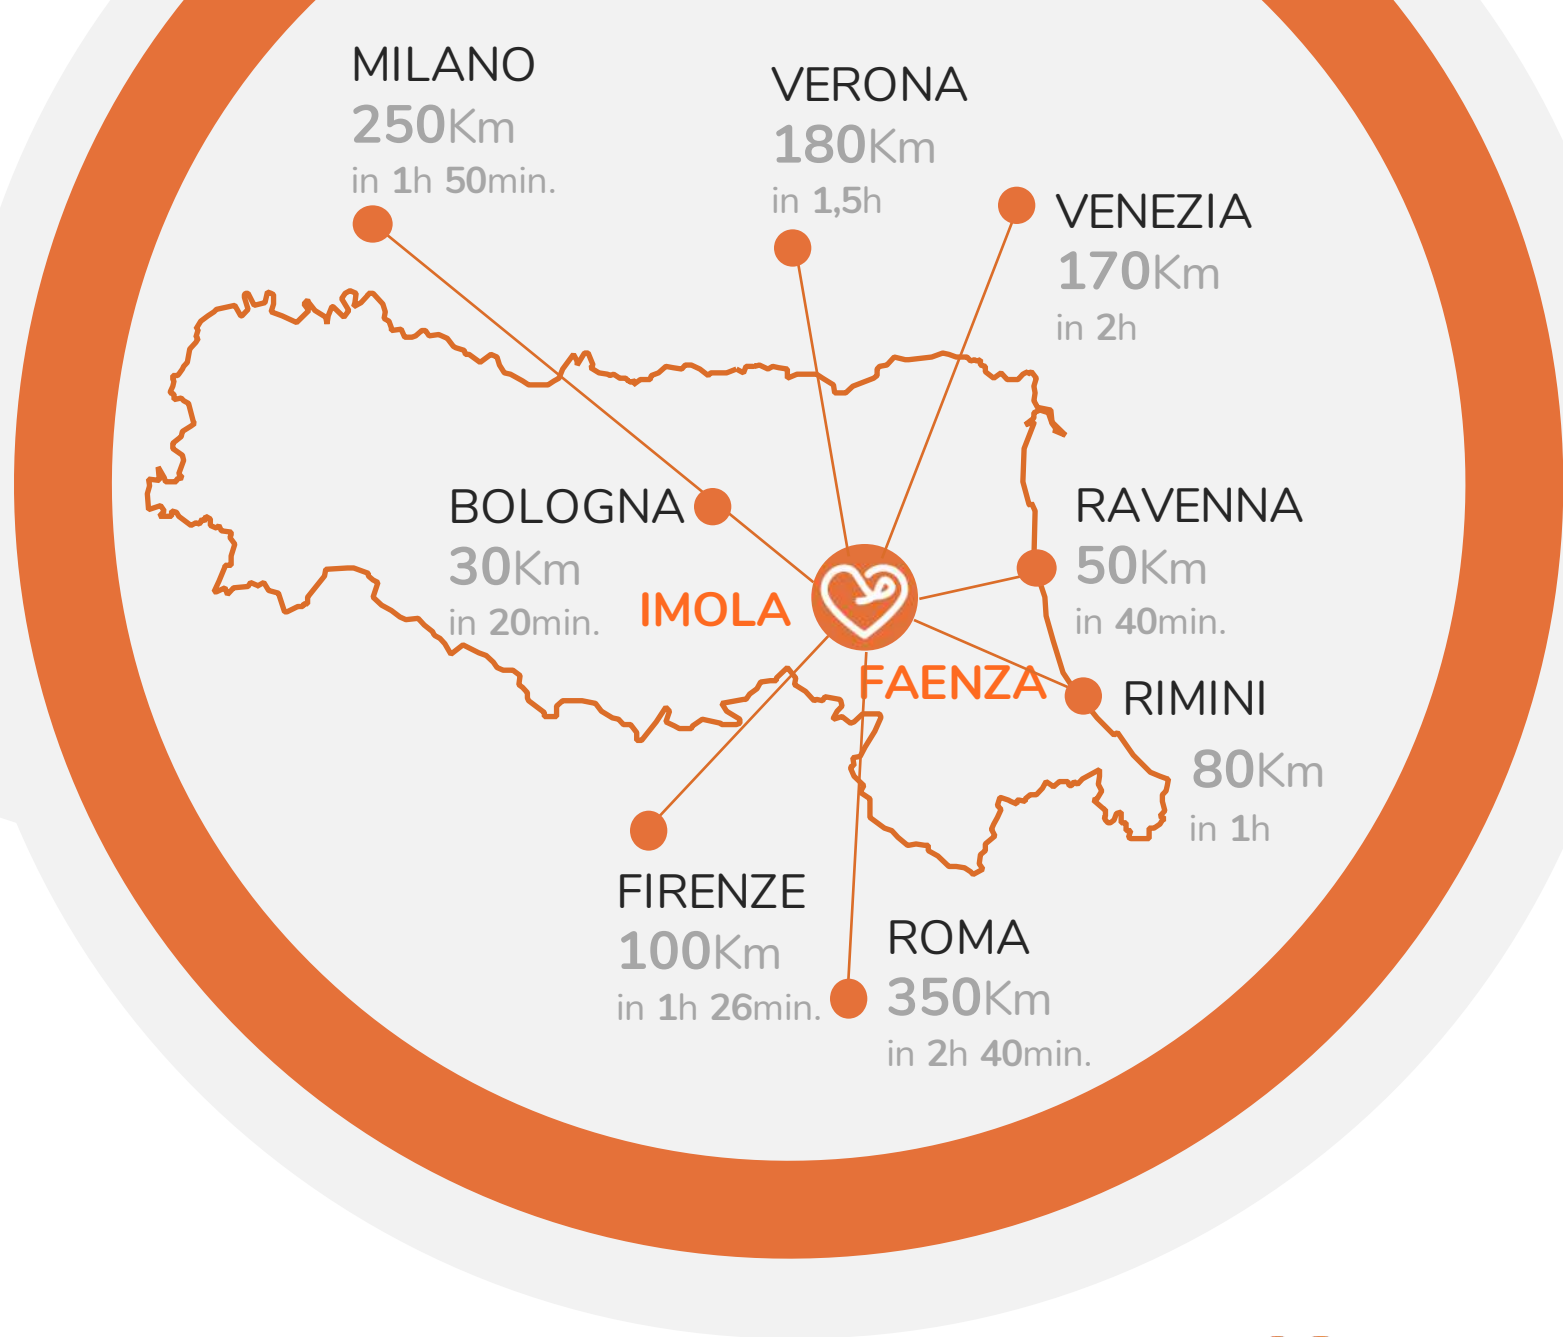 MILANO
250Km
in 1h 50min.
VERONA
180Km
in 1,5h
VENEZIA
170Km
in 2h
BOLOGNA
30Km
in 20min.
IMOLA
FAENZA
RAVENNA
50Km
in 40min.
RIMINI
80Km
in 1h
FIRENZE
100Km
in 1h 26min.
ROMA
350Km
in 2h 40min.